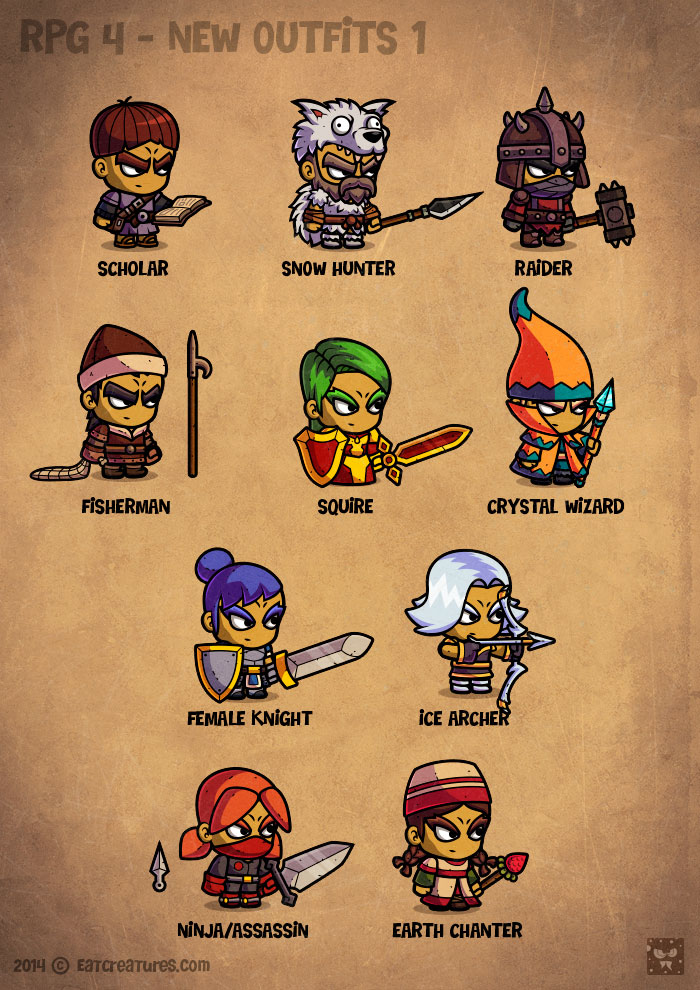 RPG 4 - NEW OUTFiTS 1
SCHOLAR
SNOW HUNTER
RAiDER
FiSHERMAN
SQUiRE
CRYSTAL WiZARD
FEMALE KNiGHT
iCE ARCHER
NiNJA/ASSASSiN
EARTH CHANTER
2014 © EATCREATURES.COM